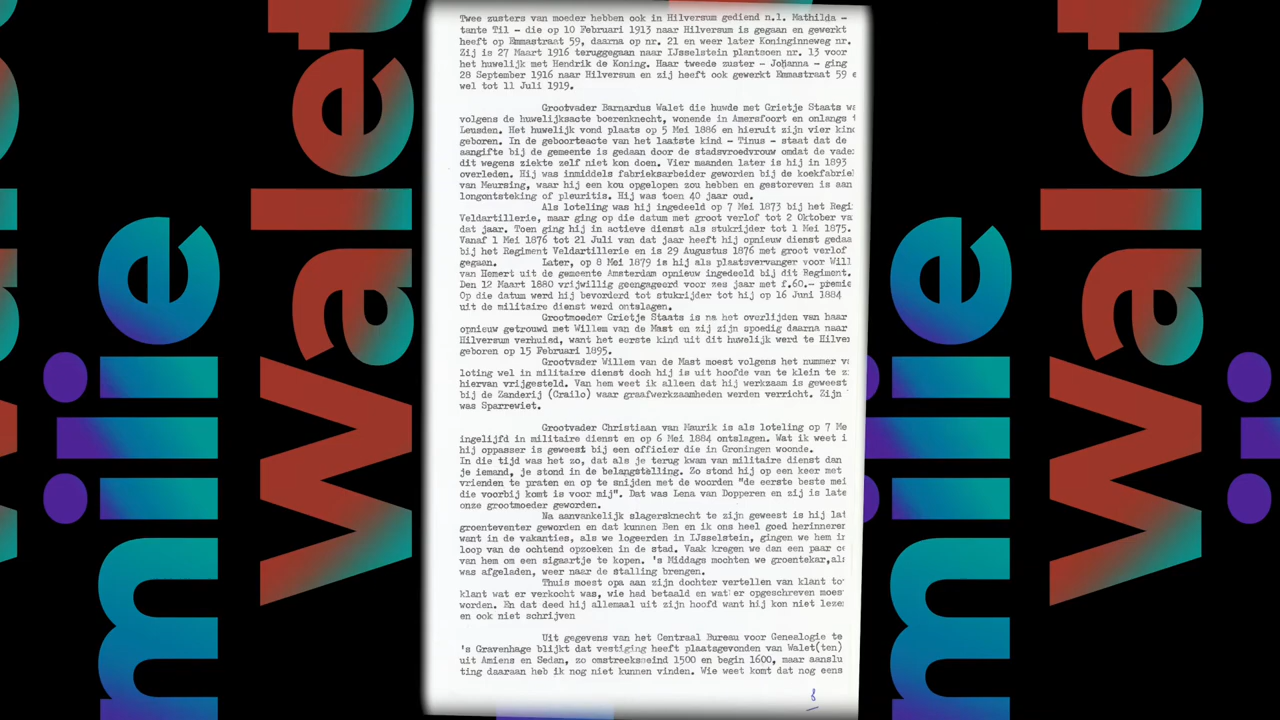 Twee zusters van moeder hebben ook in Hilversum gediend n.l. Mathilda -
tante Til - die op 10 Februari 1913 naar Hilversum is gegaan en gewerkt
heeft op Emmastraat 59, daarna op nr. 21 en weer later Koninginneweg nr.
Zij is 27 Maart 1916 teruggegaan naar IJsselstein plantsoen nr. 13 voor
het huwelijk met Hendrik de Koning. Haar tweede zuster - Johanna - ging
28 September 1916 naar Hilversum en zij heeft ook gewerkt Emmastraat 59 e
wel tot 11 Juli 1919.
Grootvader Barnardus Walet die huwde met Grietje Staats wa
volgens de huwelijksacte boerenknecht, wonende in Amersfoort en onlangs
Leusden. Het huwelijk vond plaats op 5 Mei 1886 en hieruit zijn vier kind
geboren. In de geboorteacte van het laatste kind - Tinus - staat dat de
aangifte bij de gemeente is gedaan door de stadsvroedvrouw omdat de vade
dit wegens ziekte zelf niet kon doen. Vier maanden later is hij in 1893
overleden. Hij was inmiddels fabrieksarbeider geworden bij de koekfabriek
van Meursing, waar hij een kou opgelopen zou hebben en gestoreven is aan
longontsteking of pleuritis. Hij was toen 40 jaar oud.
Als loteling was hij ingedeeld op 7 Mei 1873 bij het Regi
Veldartillerie, maar ging op die datum met groot verlof tot 2 Oktober va
dat jaar. Toen ging hij in actieve dienst als stukrijder tot 1 Mei 1875.
Vanaf 1 Mei 1876 tot 21 Juli van dat jaar heeft hij opnieuw dienst gedaa
bij het Regiment Veldartillerie en is 29 Augustus 1876 met groot verlof
gegaan. Later, op 8 Mei 1879 is hij als plaatsvervanger voor Will
van Hemert uit de gemeente Amsterdam opnieuw ingedeeld bij dit Regiment.
Den 12 Maart 1880 vrijwillig geengageerd voor zes jaar met f.60.- premie
Op die datum werd hij bevorderd tot stukrijder tot hij op 16 Juni 1884
uit de militaire dienst werd ontslagen.
Grootmoeder Grietje Staats is na het overlijden van haar
opnieuw getrouwd met Willem van de Mast en zij zijn spoedig daarna naar
Hilversum verhuisd, want het eerste kind uit dit huwelijk werd te Hilver
geboren op 15 Februari 1895.
Grootvader Willem van de Mast moest volgens het nummer v
loting wel in militaire dienst doch hij is uit hoofde van te klein te z
hiervan vrijgesteld. Van hem weet ik alleen dat hij werkzaam is geweest
bij de Zanderij (Crailo) waar graafwerkzaamheden werden verricht. Zijn
was Sparrewiet.
Grootvader Christiaan van Maurik is als loteling op 7 Me
ingelijfd in militaire dienst en op 6 Mei 1884 ontslagen. Wat ik weet i
hij oppasser is geweest bij een officier die in Groningen woonde.
In die tijd was het zo, dat als je terug kwam van militaire dienst dan
je iemand, je stond in de belangstelling. Zo stond hij op een keer met
vrienden te praten en op te snijden met de woorden "de eerste beste mei
die voorbij komt is voor mij". Dat was Lena van Dopperen en zij is late
onze grootmoeder geworden.
Na aanvankelijk slagersknecht te zijn geweest is hij lat
groenteventer geworden en dat kunnen Ben en ik ons heel goed herinneren
want in de vakanties, als we logeerden in IJsselstein, gingen we hem in
loop van de ochtend opzoeken in de stad. Vaak kregen we dan een paar ce
van hem om een sigaartje te kopen. 's Middags mochten we groentekar,als
was afgeladen, weer naar de stalling brengen.
Thuis moest opa aan zijn dochter vertellen van klant to
klant wat er verkocht was, wie had betaald en wat er opgeschreven moes
worden. En dat deed hij allemaal uit zijn hoofd want hij kon niet leze
en ook niet schrijven
Uit gegevens van het Centraal Bureau voor Genealogie te
's Gravenhage blijkt dat vestiging heeft plaatsgevonden van Walet(ten)
uit Amiens en Sedan, zo omstreekseind 1500 en begin 1600, maar aanslu
ting daaraan heb ik nog niet kunnen vinden. Wie weet komt dat nog eens
8
milie
Walet
milie
Walet